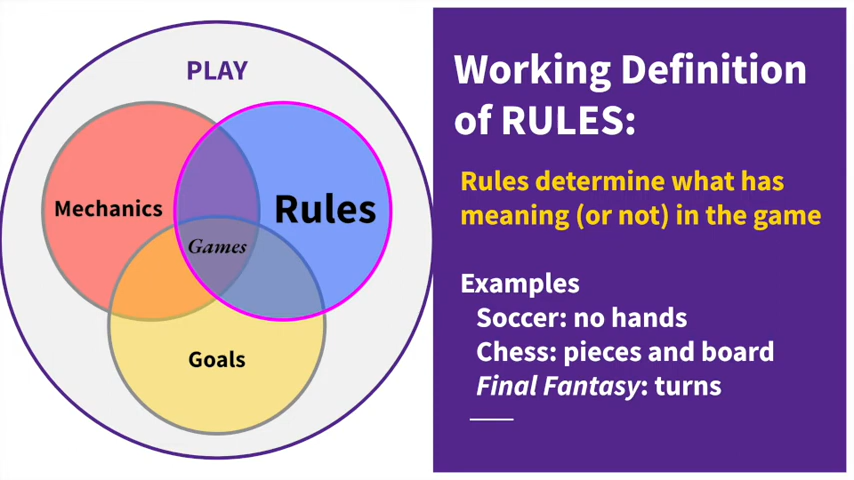 PLAY
Mechanics
Rules
Games
Goals
Working Definition
of RULES:
Rules determine what has
meaning (or not) in the game
Examples
Soccer: no hands
Chess: pieces and board
Final Fantasy: turns